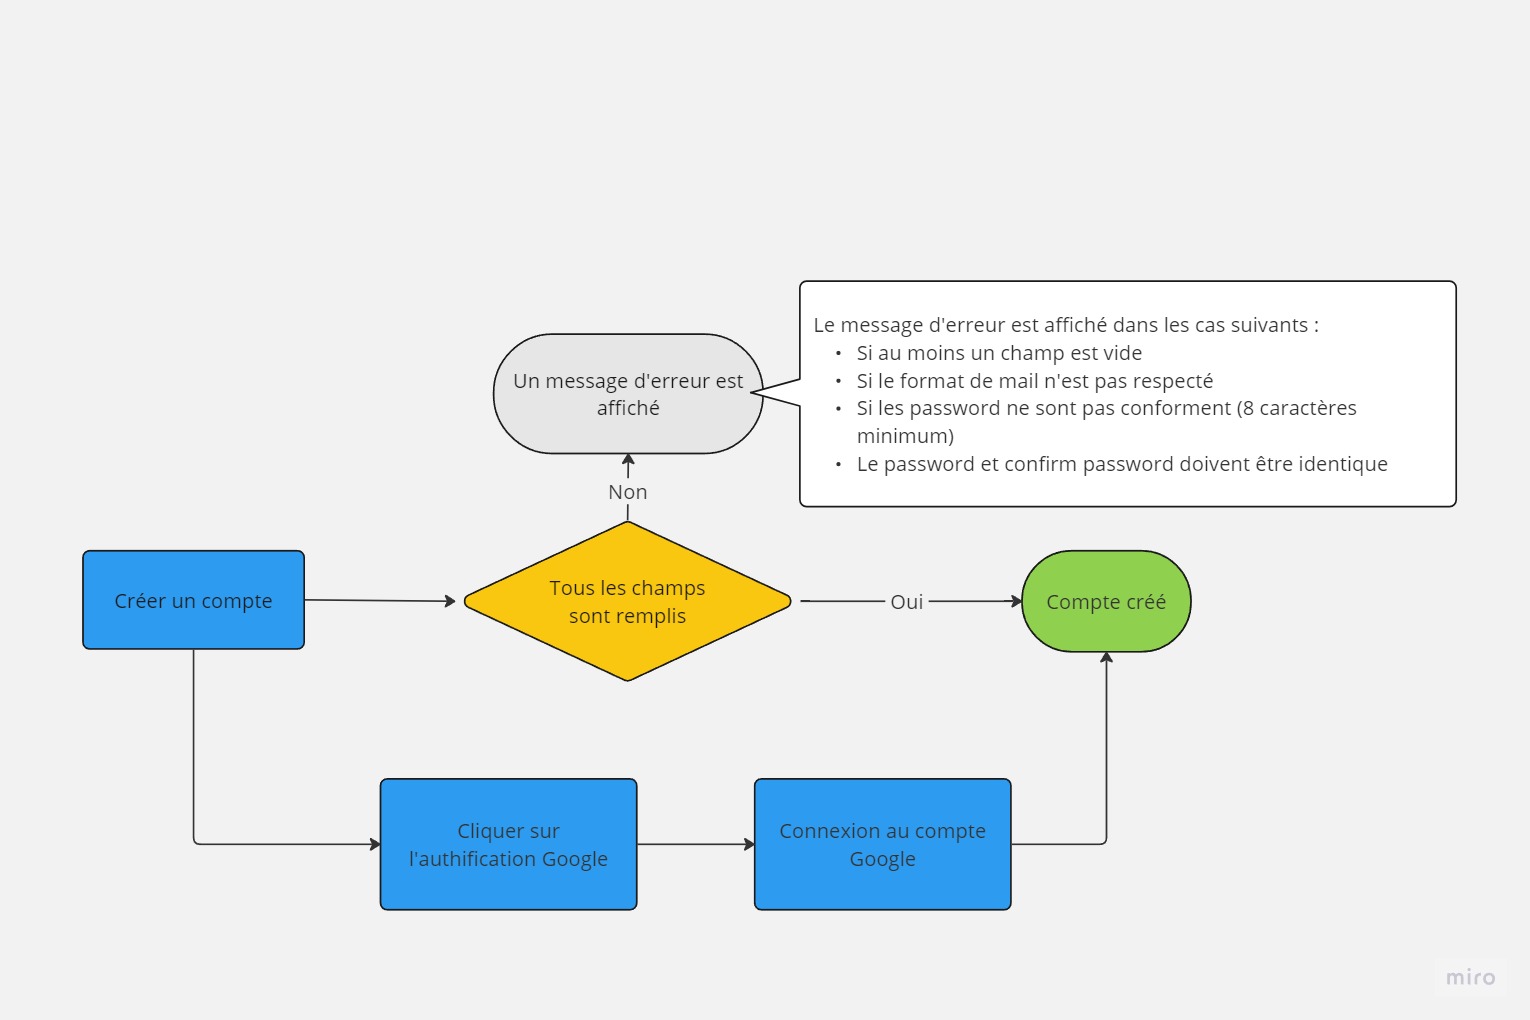 Le message d'erreur est affiché dans les cas suivants :
• Si au moins un champ est vide
• Si le format de mail n'est pas respecté
• Si les password ne sont pas conforment (8 caractères
minimum)
• Le password et confirm password doivent être identique
Un message d'erreur est
affiché
Non
Créer un compte
Tous les champs
sont remplis
Oui
Compte créé
Cliquer sur
l'authification Google
Connexion au compte
Google
miro